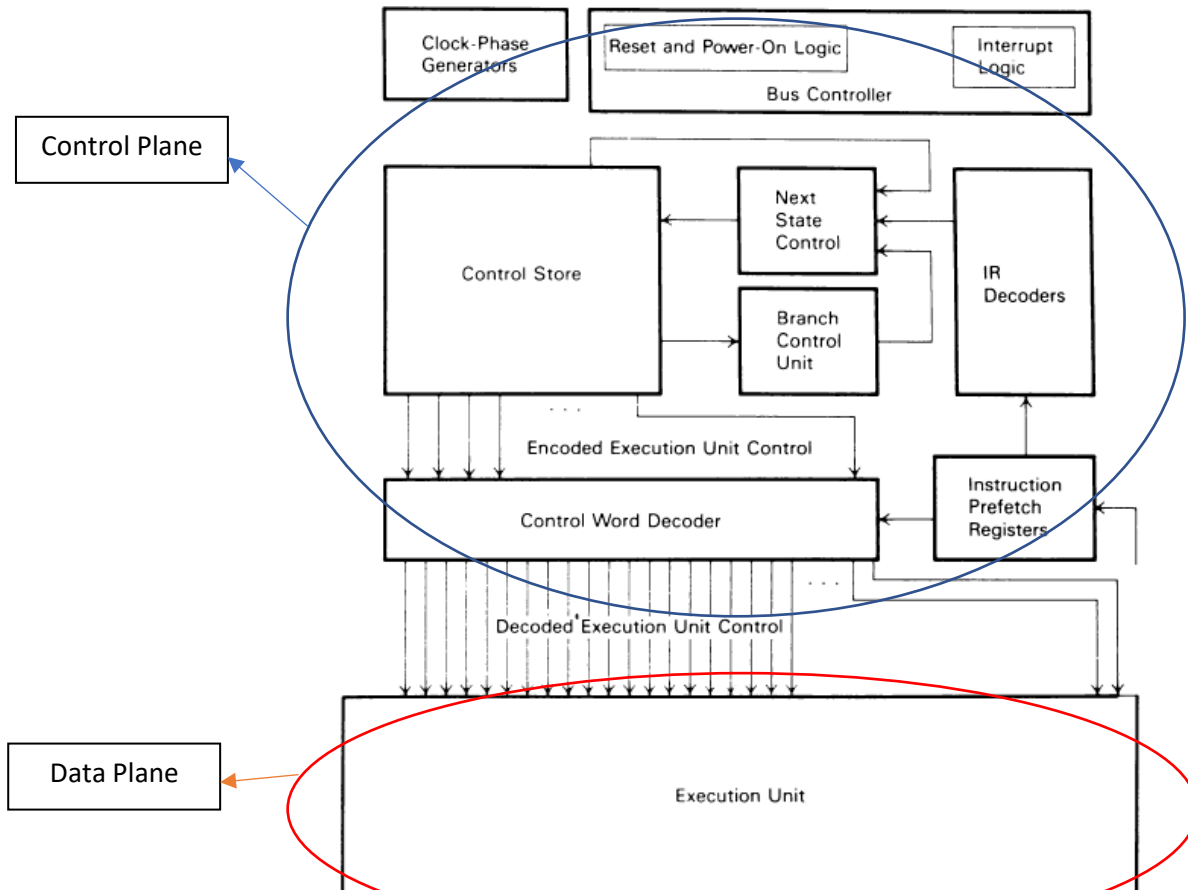 Clock-Phase
Generators
Reset and Power-On Logic
Interrupt
Logic
Bus Controller
Control Plane
Control Store
Next
State
Control
IR
Decoders
Branch
Control
Unit
Encoded Execution Unit Control
Control Word Decoder
Instruction
Prefetch
Registers
. . .
. . .
Decoded Execution Unit Control
Data Plane
Execution Unit